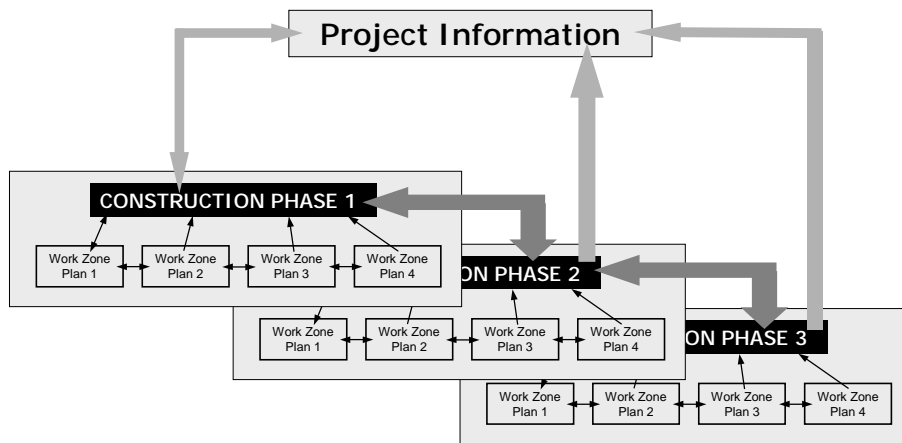 Project Information
CONSTRUCTION PHASE 1
Work Zone
Plan 1
Work Zone
Plan 2
Work Zone
Plan 3
Work Zone
Plan 4
ON PHASE 2
Work Zone
Plan 1
Work Zone
Plan 2
Work Zone
Plan 3
Work Zone
Plan 4
ON PHASE 3
Work Zone
Plan 1
Work Zone
Plan 2
Work Zone
Plan 3
Work Zone
Plan 4